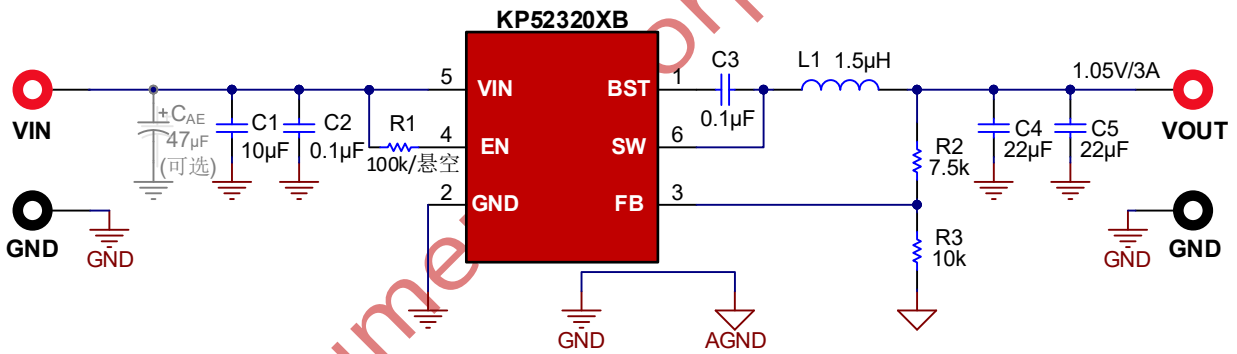 KP52320XB
VIN
GND
+
C_AE
47µF
(可选)
C1
10µF
C2
0.1µF
R1
100k/悬空
5
4
2
VIN
EN
GND
BST
SW
FB
1
6
3
C3
0.1µF
L1 1.5µH
R2
7.5k
R3
10k
C4
22µF
C5
22µF
1.05V/3A
VOUT
GND
GND
GND
GND
AGND